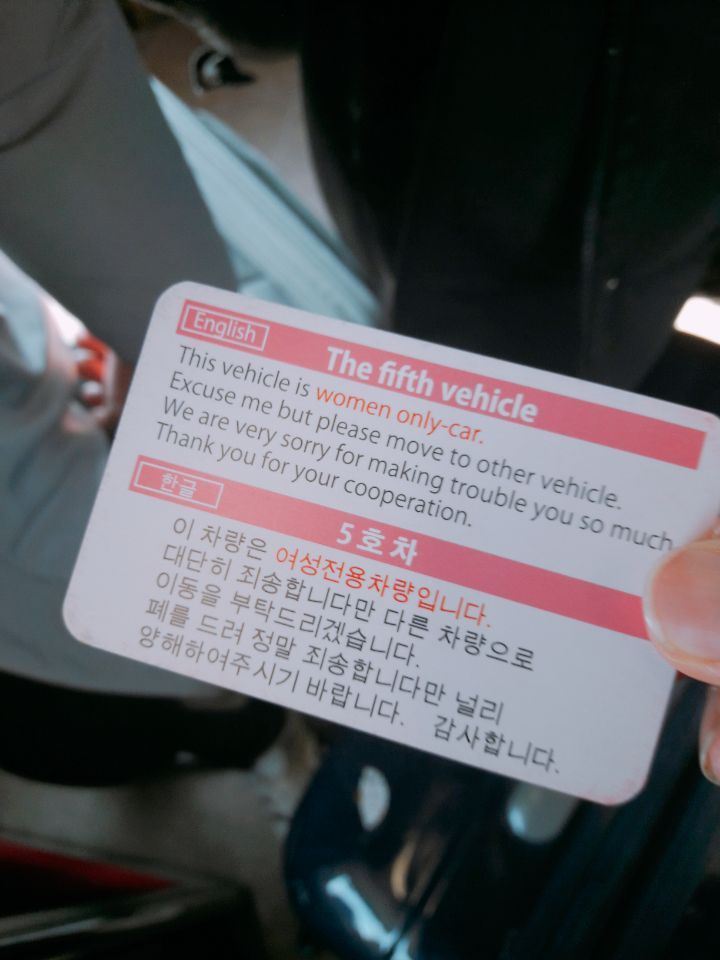 English
The fifth vehicle
This vehicle is women only-car.
Excuse me but please move to other vehicle.
We are very sorry for making trouble you so much.
Thank you for your cooperation.
한글
5호차
이 차량은 여성전용차량입니다.
대단히 죄송합니다만 다른 차량으로
이동을 부탁드리겠습니다.
폐를 드려 정말 죄송합니다만 널리
양해하여주시기 바랍니다. 감사합니다.